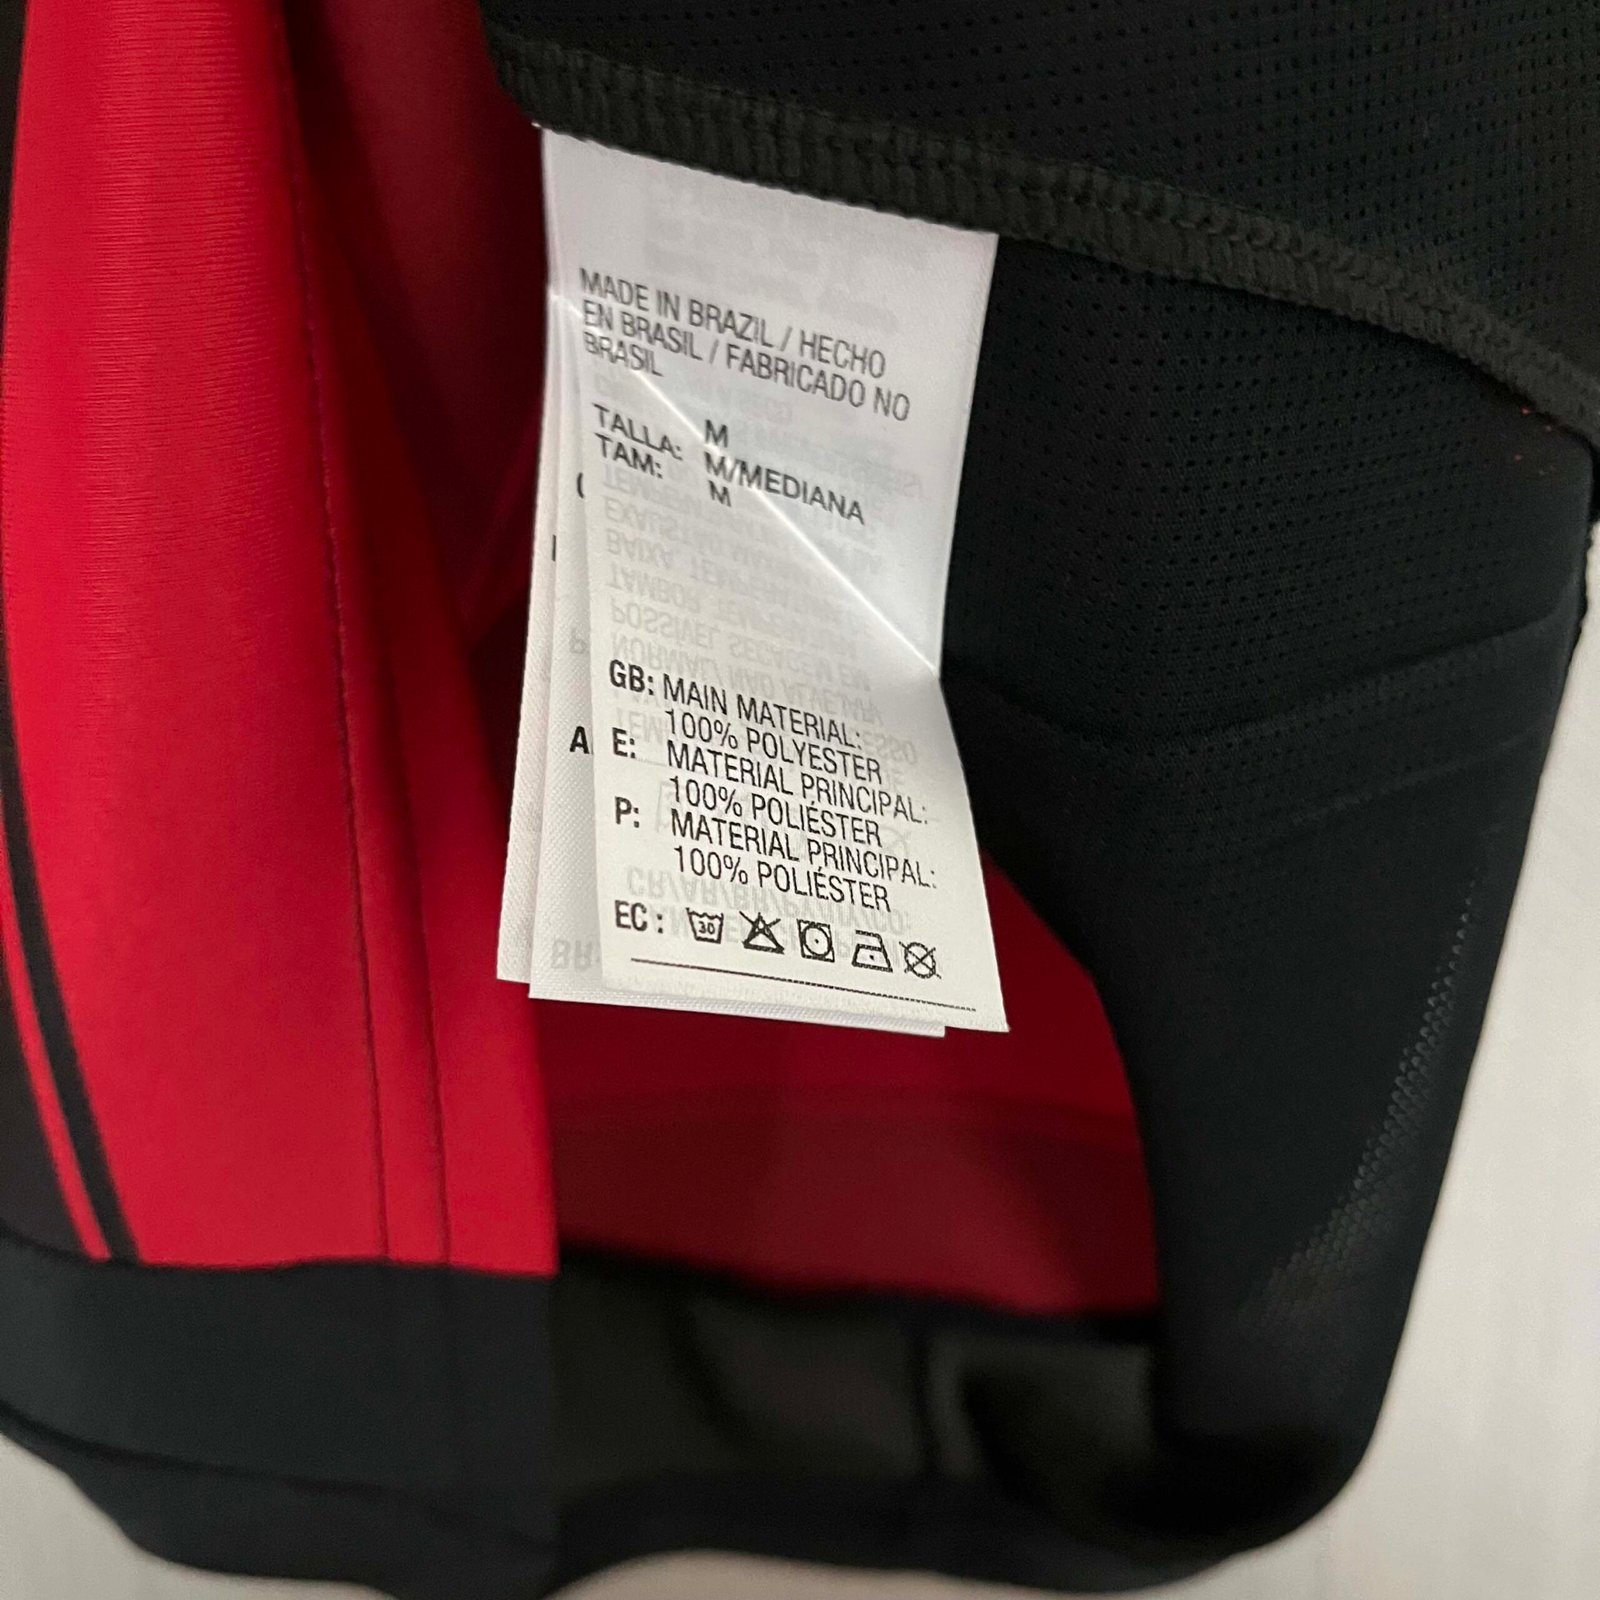 MADE IN BRAZIL / HECHO
EN BRASIL / FABRICADO NO
BRASIL
M
TALLA: M/MEDIANA
TAM: M
GB: MAIN MATERIAL:
100% POLYESTER
E: MATERIAL PRINCIPAL:
100% POLIÉSTER
P: MATERIAL PRINCIPAL:
100% POLIÉSTER
EC: 30
A